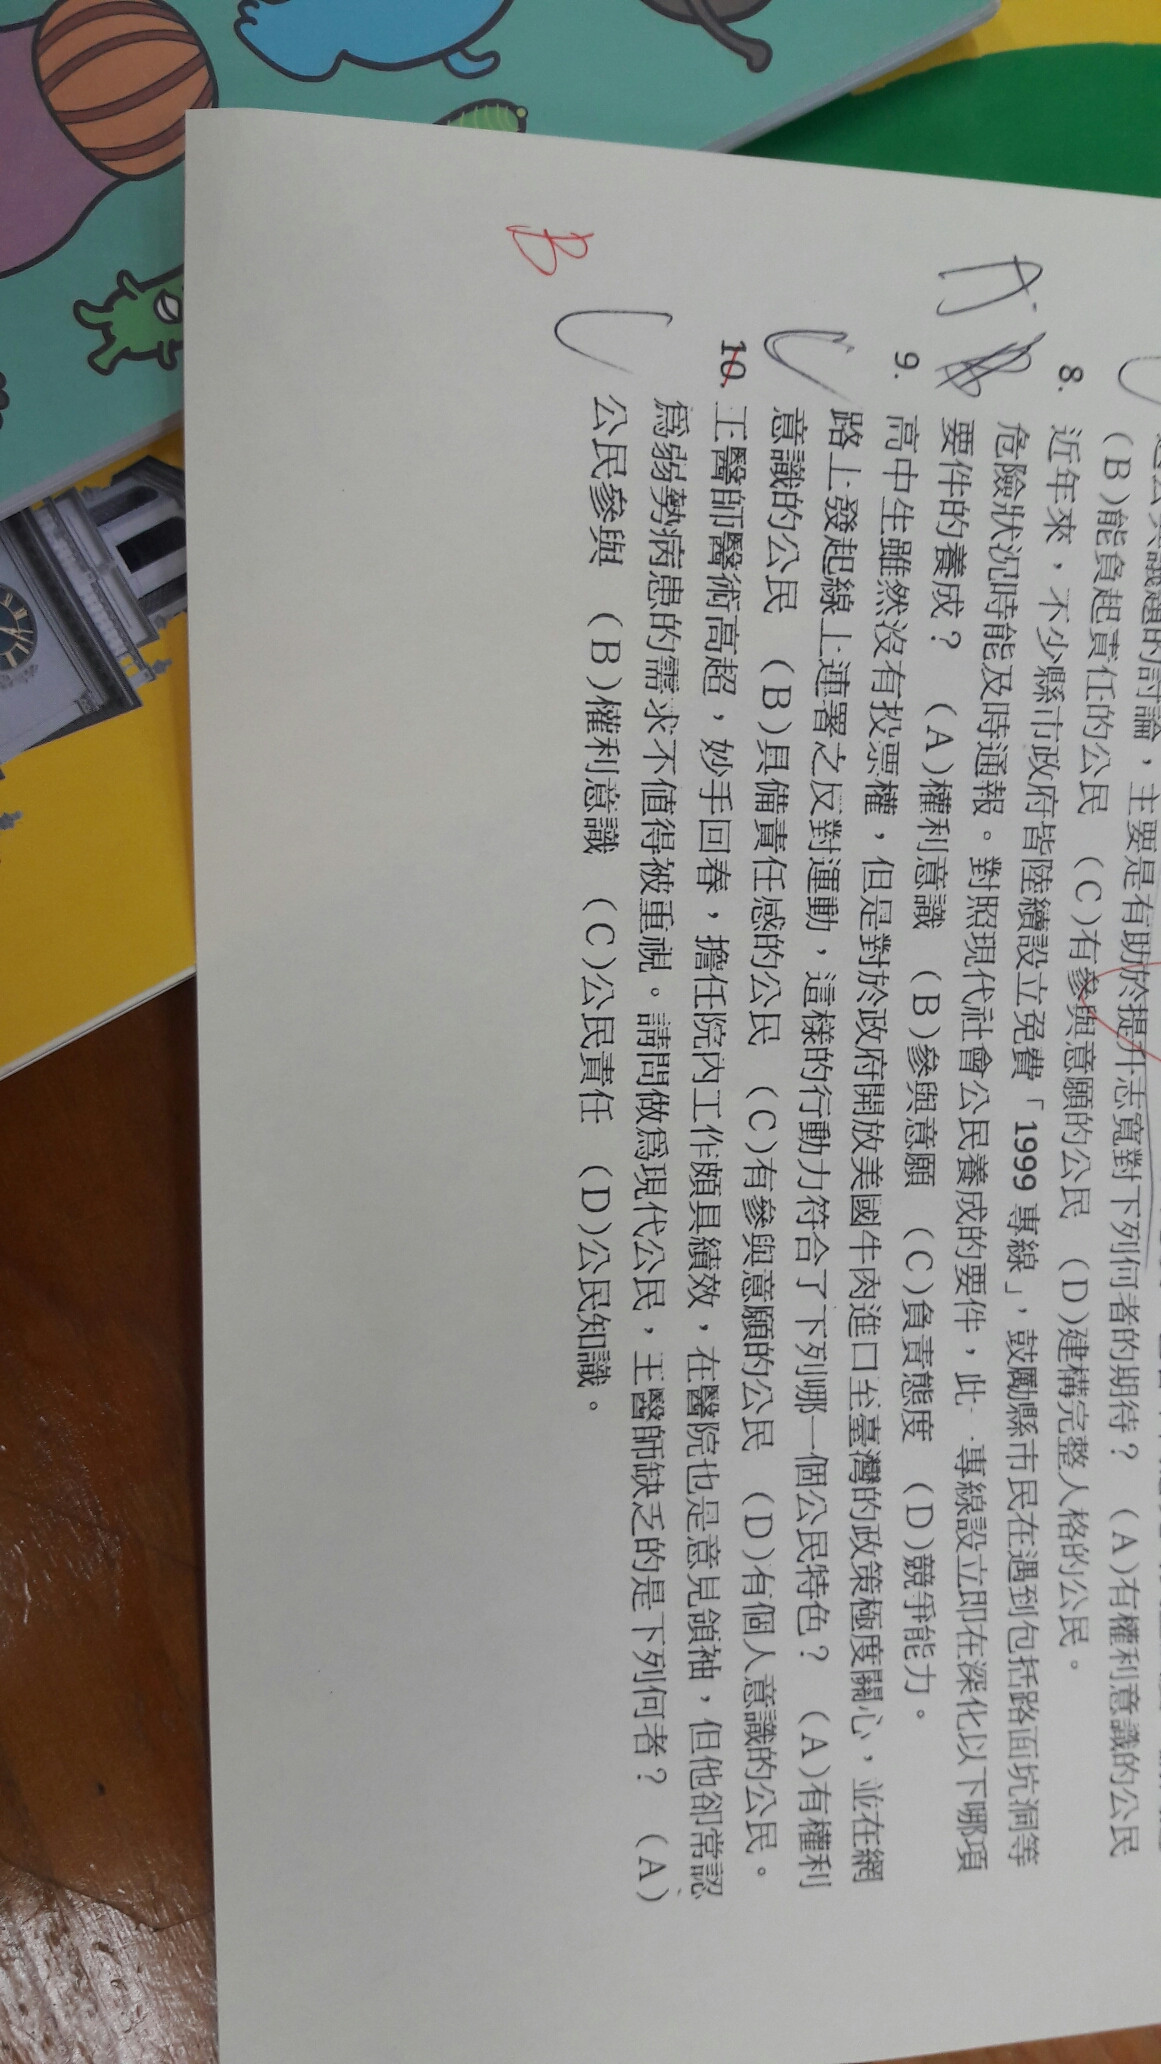 議題的討論，主要是有助於提升志寬對下列何者的期待？ (A)有權利意識的公民
(B)能負起責任的公民 (C)有參與意願的公民 (D)建構完整人格的公民。
8. 近年來，不少縣市政府皆陸續設立免費「1999 專線」，鼓勵縣市民在遇到包括路面坑洞等
A
危險狀況時能及時通報。對照現代社會公民養成的要件，此一專線設立即在深化以下哪項
要件的養成？ (A)權利意識 (B)參與意願 (C)負責態度 (D)競爭能力。
9. 高中生雖然沒有投票權，但是對於政府開放美國牛肉進口至臺灣的政策極度關心，並在網
C
路上發起線上連署之反對運動，這樣的行動力符合了下列哪一個公民特色？ (A)有權利
意識的公民 (B)具備責任感的公民 (C)有參與意願的公民 (D)有個人意識的公民。
10. 王醫師醫術高超，妙手回春，擔任院內工作頗具績效，在醫院也是意見領袖，但他卻常認
為弱勢病患的需求不值得被重視。請問做為現代公民，王醫師缺乏的是下列何者？ (A)
B C
公民參與 (B)權利意識 (C)公民責任 (D)公民知識。